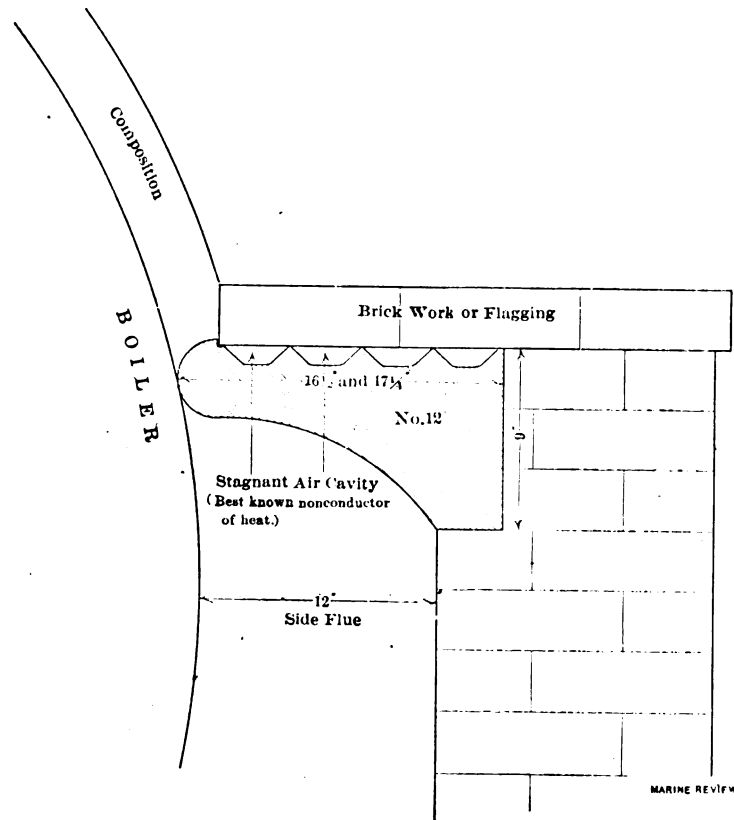 Composition
BOILER
Brick Work or Flagging
16½" and 17¼"
No.12
9"
Stagnant Air Cavity
(Best known nonconductor
of heat.)
12"
Side Flue
MARINE REVIEW